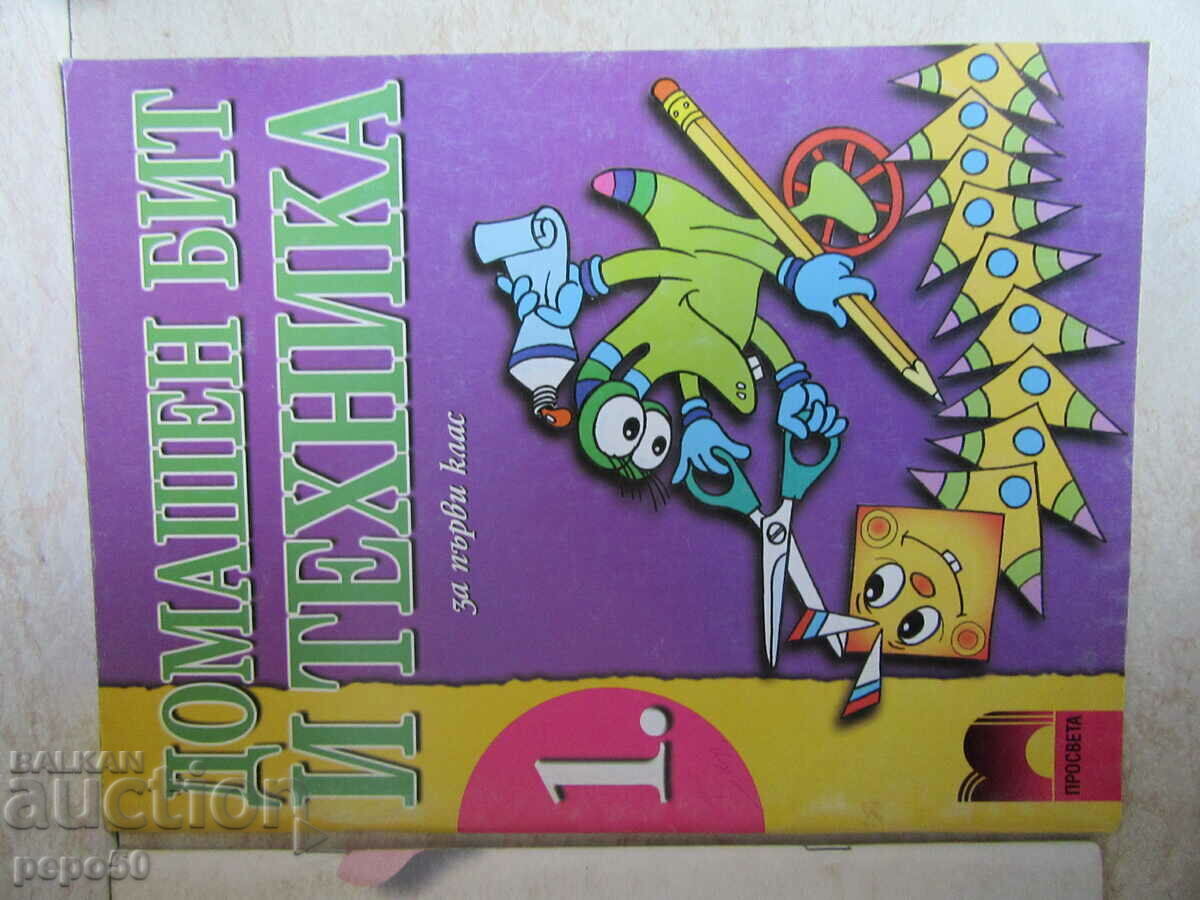 ДОМАШЕН БИТ
И ТЕХНИКА
за първи клас
1.
ПРОСВЕТА
BALKAN
auction
pepo50